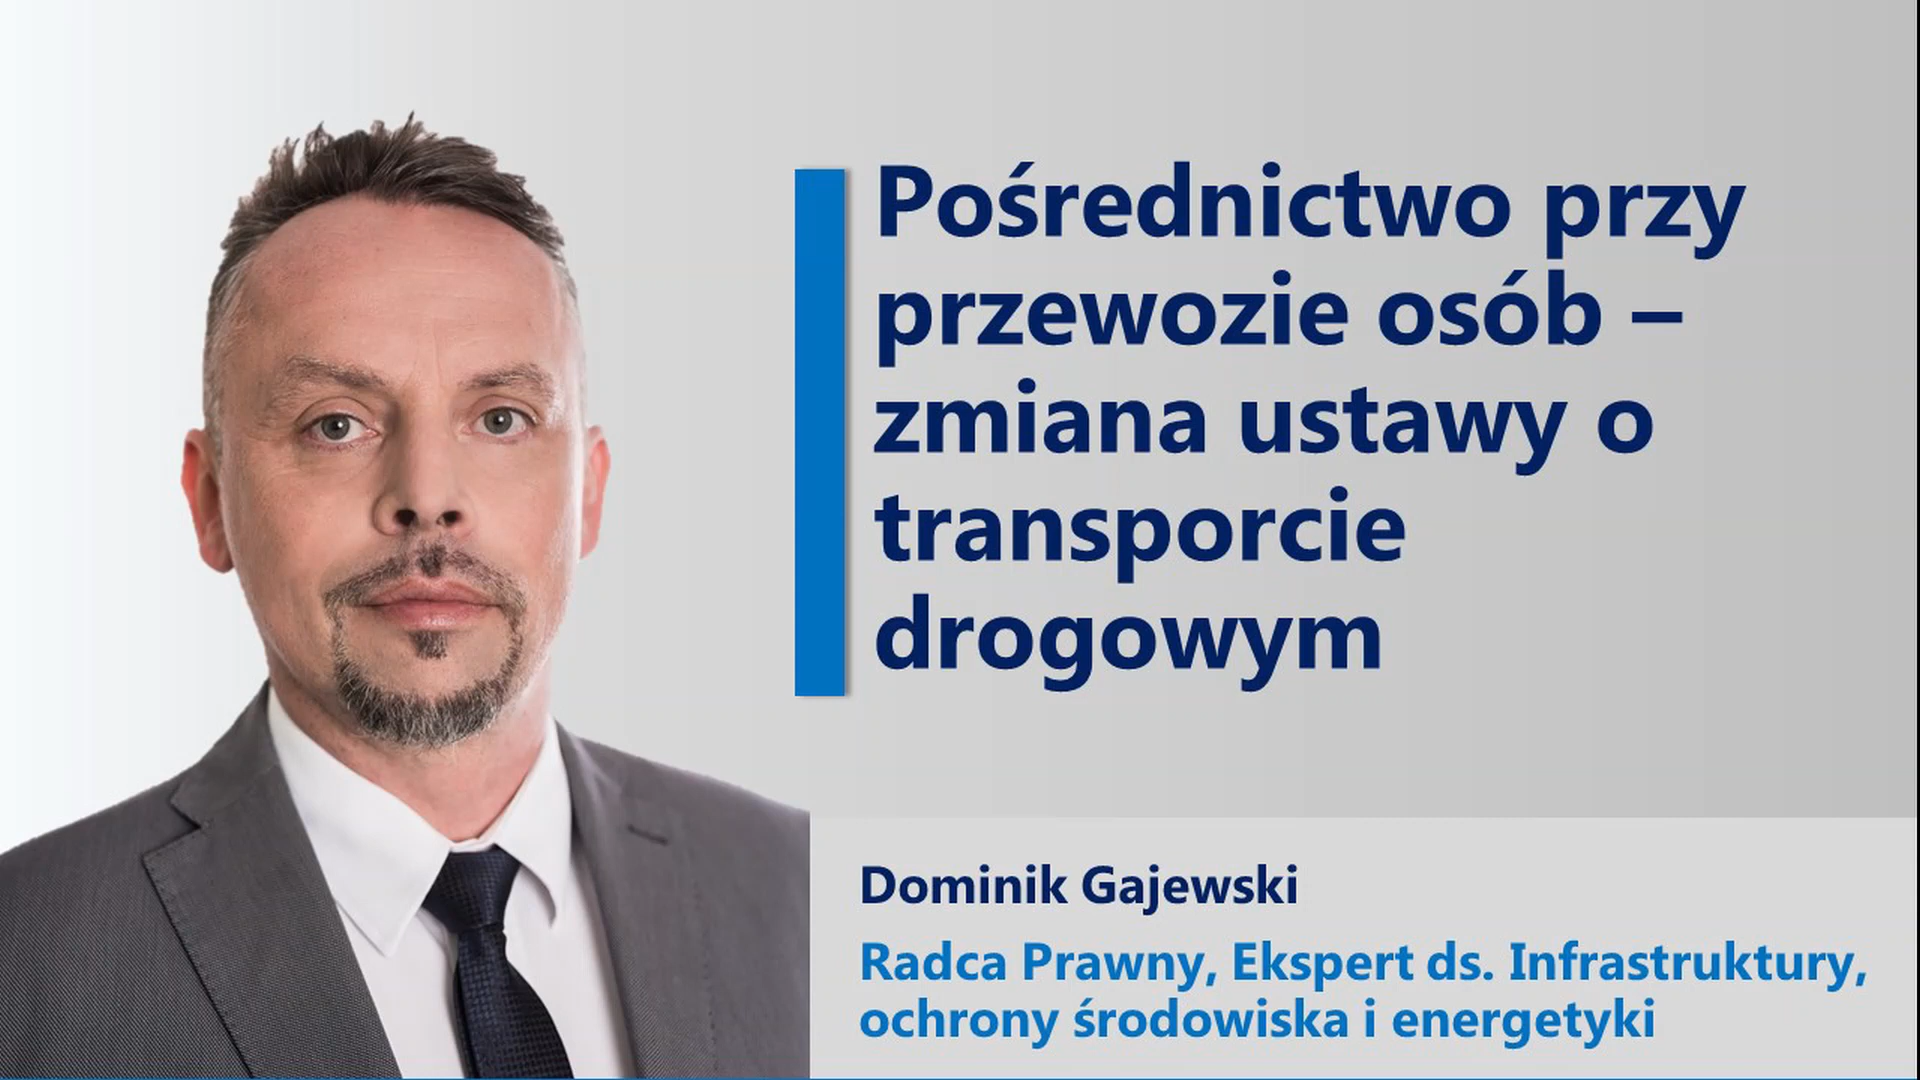 Pośrednictwo przy
przewozie osób –
zmiana ustawy o
transporcie
drogowym
Dominik Gajewski
Radca Prawny, Ekspert ds. Infrastruktury,
ochrony środowiska i energetyki